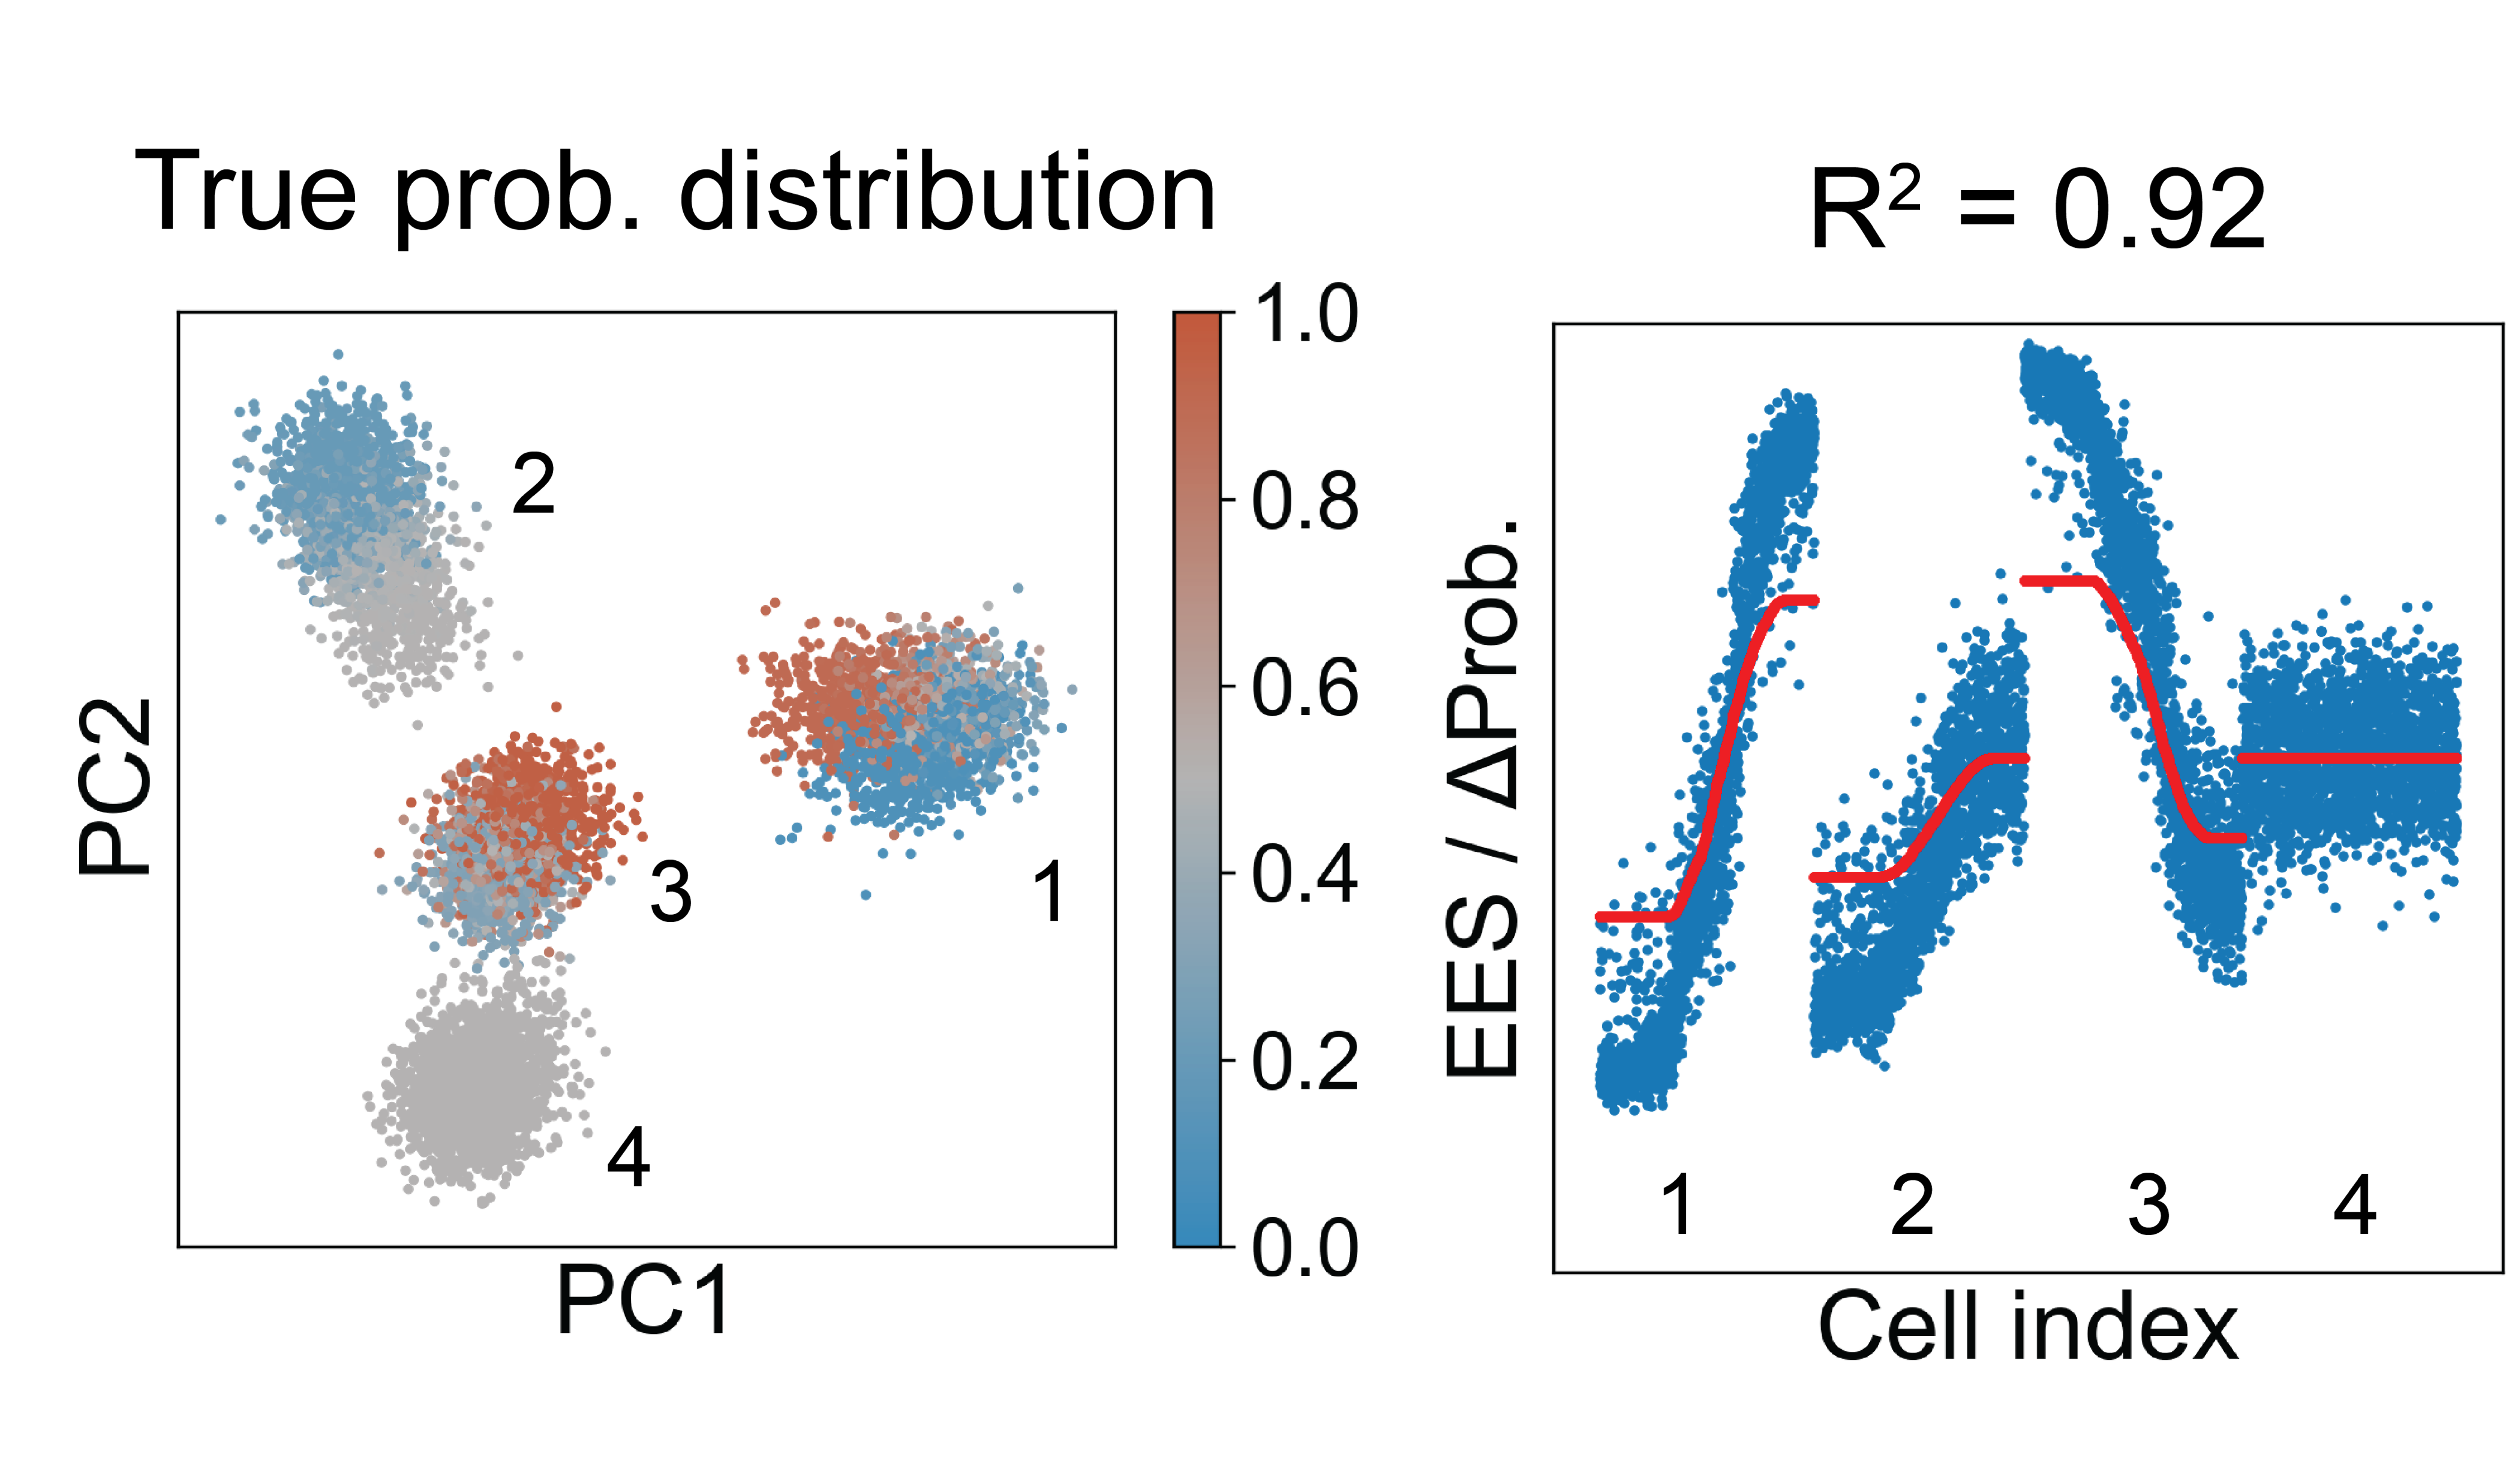 True prob. distribution
PC2
2
3
1
4
PC1
1.0
0.8
0.6
0.4
0.2
0.0
R² = 0.92
EES / ΔProb.
1 2 3 4
Cell index